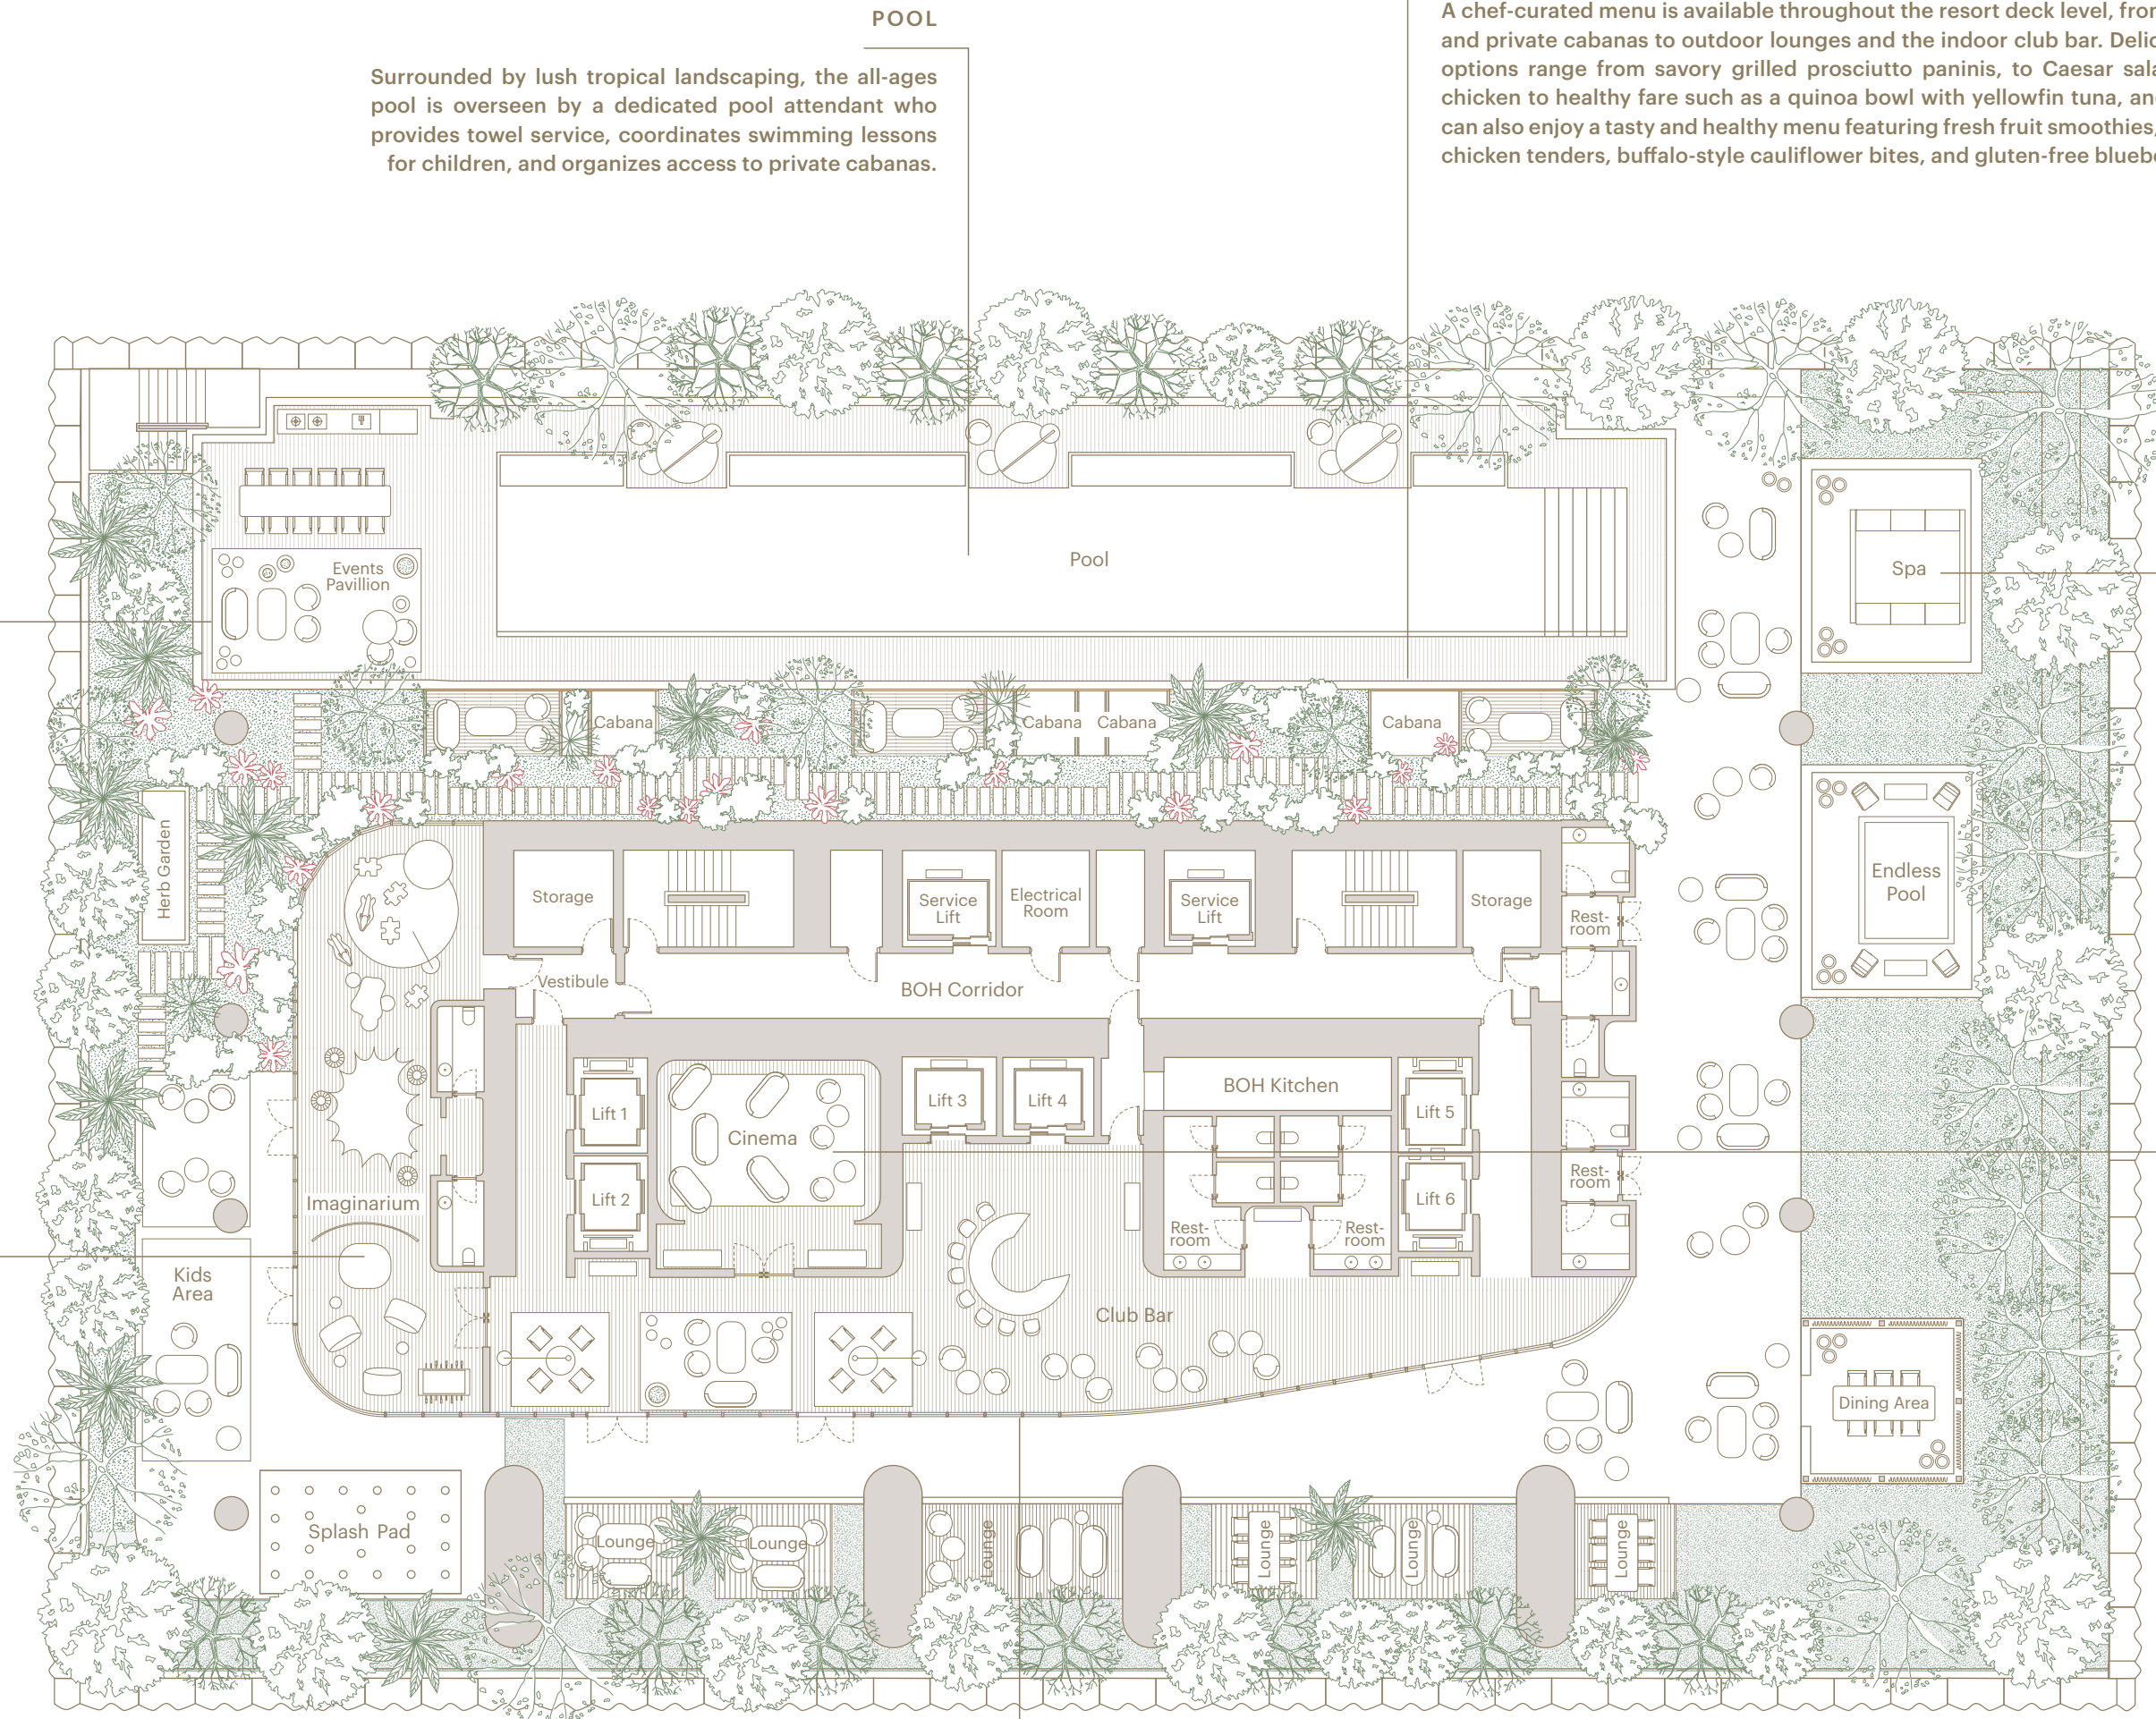 POOL
Surrounded by lush tropical landscaping, the all-ages
pool is overseen by a dedicated pool attendant who
provides towel service, coordinates swimming lessons
for children, and organizes access to private cabanas.
A chef-curated menu is available throughout the resort deck level,
and private cabanas to outdoor lounges and the indoor club bar.
options range from savory grilled prosciutto paninis, to Caesar
chicken to healthy fare such as a quinoa bowl with yellowfin tuna,
can also enjoy a tasty and healthy menu featuring fresh fruit smoothies,
chicken tenders, buffalo-style cauliflower bites, and gluten-free
Events
Pavillion
Pool
Spa
Cabana
Cabana
Cabana
Cabana
Herb Garden
Storage
Service
Lift
Electrical
Room
Service
Lift
Storage
Rest-
room
Endless
Pool
Vestibule
BOH Corridor
Lift 1
Cinema
Lift 3
Lift 4
BOH Kitchen
Lift 5
Imaginarium
Lift 2
Rest-
room
Rest-
room
Lift 6
Rest-
room
Kids
Area
Club Bar
Dining Area
Splash Pad
Lounge
Lounge
Lounge
Lounge
Lounge
Lounge